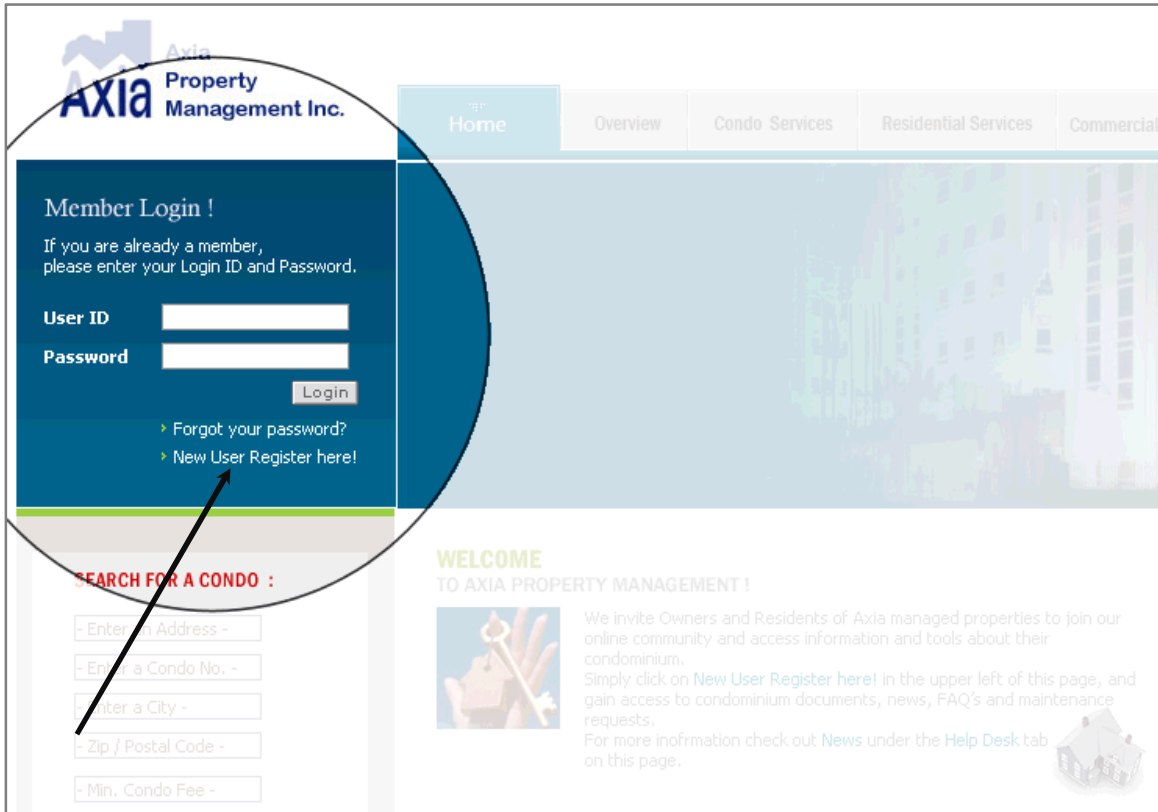 Axia
Axia
Property
Management Inc.
Home
Overview
Condo Services
Residential Services
Commercial
Member Login !
If you are already a member,
please enter your Login ID and Password.
User ID
Password
Login
Forgot your password?
New User Register here!
SEARCH FOR A CONDO :
- Enter an Address -
- Enter a Condo No. -
- Enter a City -
- Zip / Postal Code -
- Min. Condo Fee -
WELCOME
TO AXIA PROPERTY MANAGEMENT !
We invite Owners and Residents of Axia managed properties to join our
online community and access information and tools about their
condominium.
Simply click on New User Register here! in the upper left of this page, and
gain access to condominium documents, news, FAQ's and maintenance
requests.
For more inofrmation check out News under the Help Desk tab
on this page.